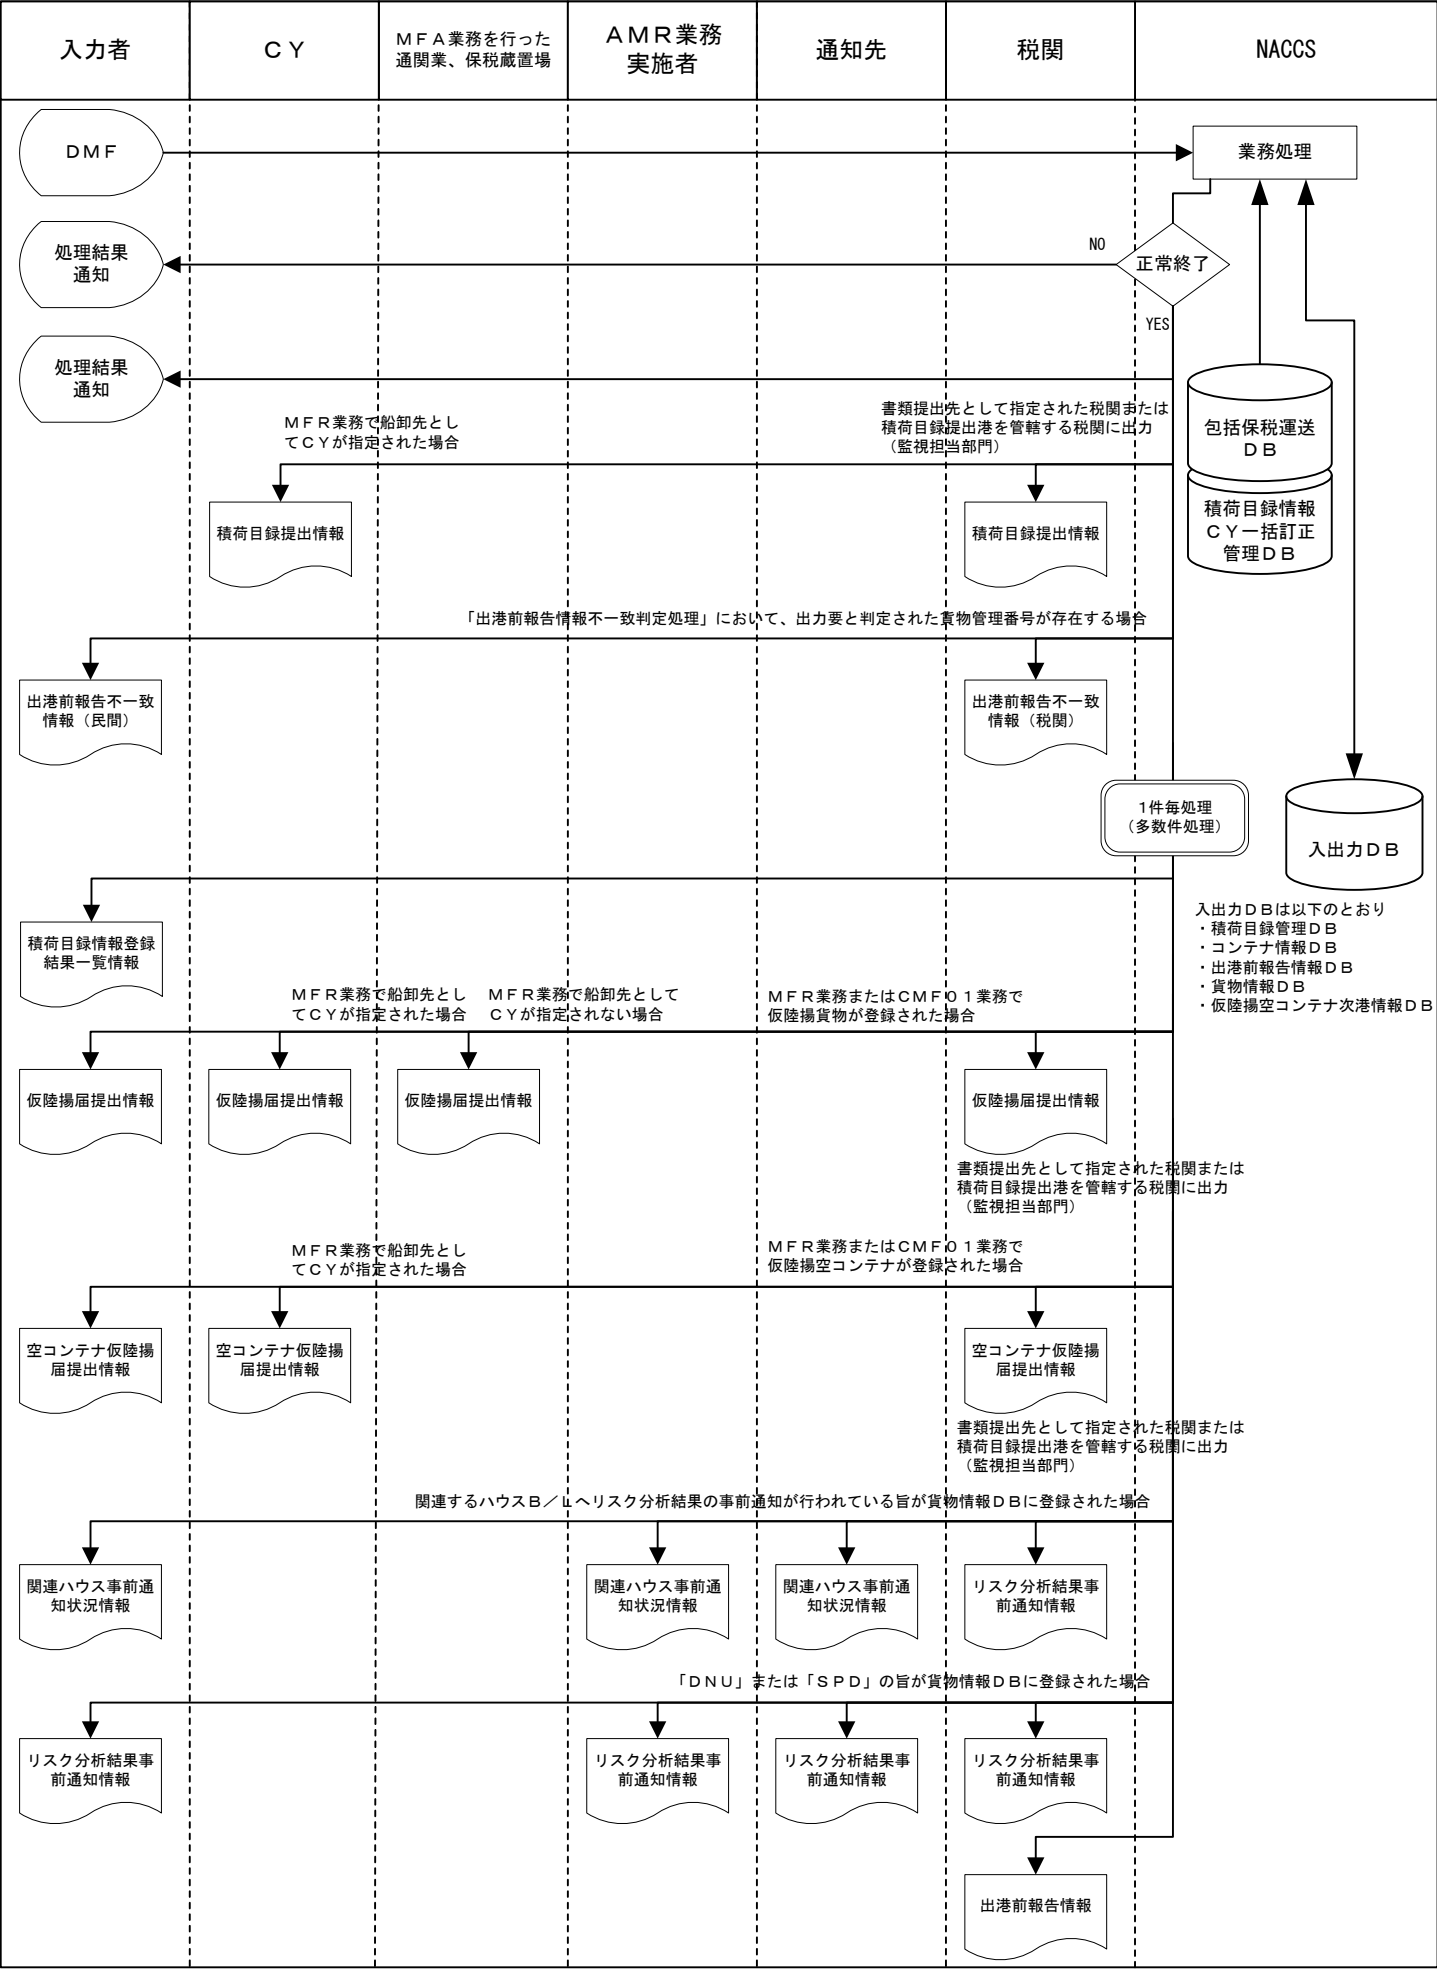 入力者
ＣＹ
ＭＦＡ業務を行った
通関業、保税蔵置場
ＡＭＲ業務
実施者
通知先
税関
NACCS
ＤＭＦ
業務処理
処理結果
通知
NO
正常終了
YES
処理結果
通知
ＭＦＲ業務で船卸先とし
てＣＹが指定された場合
書類提出先として指定された税関または
積荷目録提出港を管轄する税関に出力
（監視担当部門）
包括保税運送
ＤＢ
積荷目録提出情報
積荷目録提出情報
積荷目録情報
ＣＹ一括訂正
管理ＤＢ
「出港前報告情報不一致判定処理」において、出力要と判定された貨物管理番号が存在する場合
出港前報告不一致
情報（民間）
出港前報告不一致
情報（税関）
1件毎処理
（多数件処理）
入出力ＤＢ
積荷目録情報登録
結果一覧情報
入出力ＤＢは以下のとおり
・積荷目録管理ＤＢ
・コンテナ情報ＤＢ
・出港前報告情報ＤＢ
・貨物情報ＤＢ
・仮陸揚空コンテナ次港情報ＤＢ
ＭＦＲ業務で船卸先とし
てＣＹが指定された場合
ＭＦＲ業務で船卸先として
ＣＹが指定されない場合
ＭＦＲ業務またはＣＭＦ０１業務で
仮陸揚貨物が登録された場合
仮陸揚届提出情報
仮陸揚届提出情報
仮陸揚届提出情報
仮陸揚届提出情報
書類提出先として指定された税関または
積荷目録提出港を管轄する税関に出力
（監視担当部門）
ＭＦＲ業務で船卸先とし
てＣＹが指定された場合
ＭＦＲ業務またはＣＭＦ０１業務で
仮陸揚空コンテナが登録された場合
空コンテナ仮陸揚
届提出情報
空コンテナ仮陸揚
届提出情報
空コンテナ仮陸揚
届提出情報
書類提出先として指定された税関または
積荷目録提出港を管轄する税関に出力
（監視担当部門）
関連するハウスＢ／Ｌへリスク分析結果の事前通知が行われている旨が貨物情報ＤＢに登録された場合
関連ハウス事前通
知状況情報
関連ハウス事前通
知状況情報
関連ハウス事前通
知状況情報
リスク分析結果事
前通知情報
「ＤＮＵ」または「ＳＰＤ」の旨が貨物情報ＤＢに登録された場合
リスク分析結果事
前通知情報
リスク分析結果事
前通知情報
リスク分析結果事
前通知情報
リスク分析結果事
前通知情報
出港前報告情報